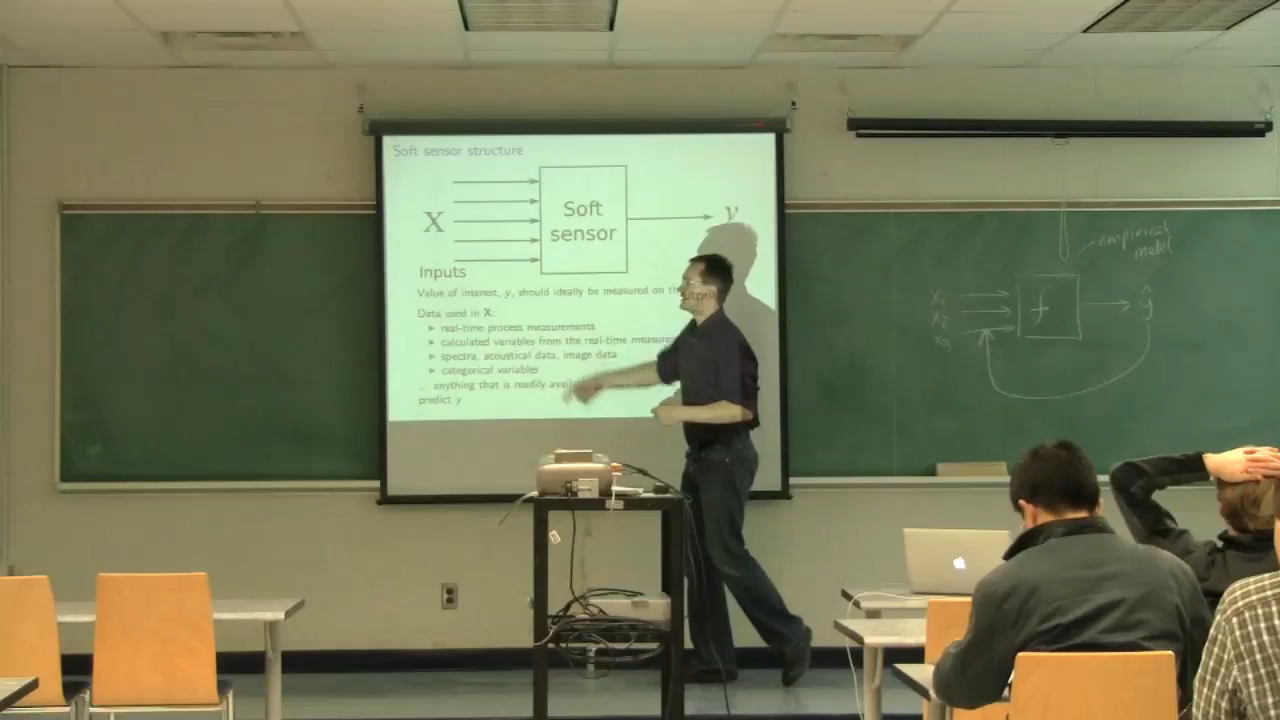 Soft sensor structure
X
Soft
sensor
y
Inputs
Value of interest, y, should ideally be measured on
Data used in X:
real-time process measurements
calculated variables from the real-time
spectra, acoustical data, image data
categorical variables
... anything that is readily
predict y
empirical
model
x₁
x₂
x₃
f
ŷ